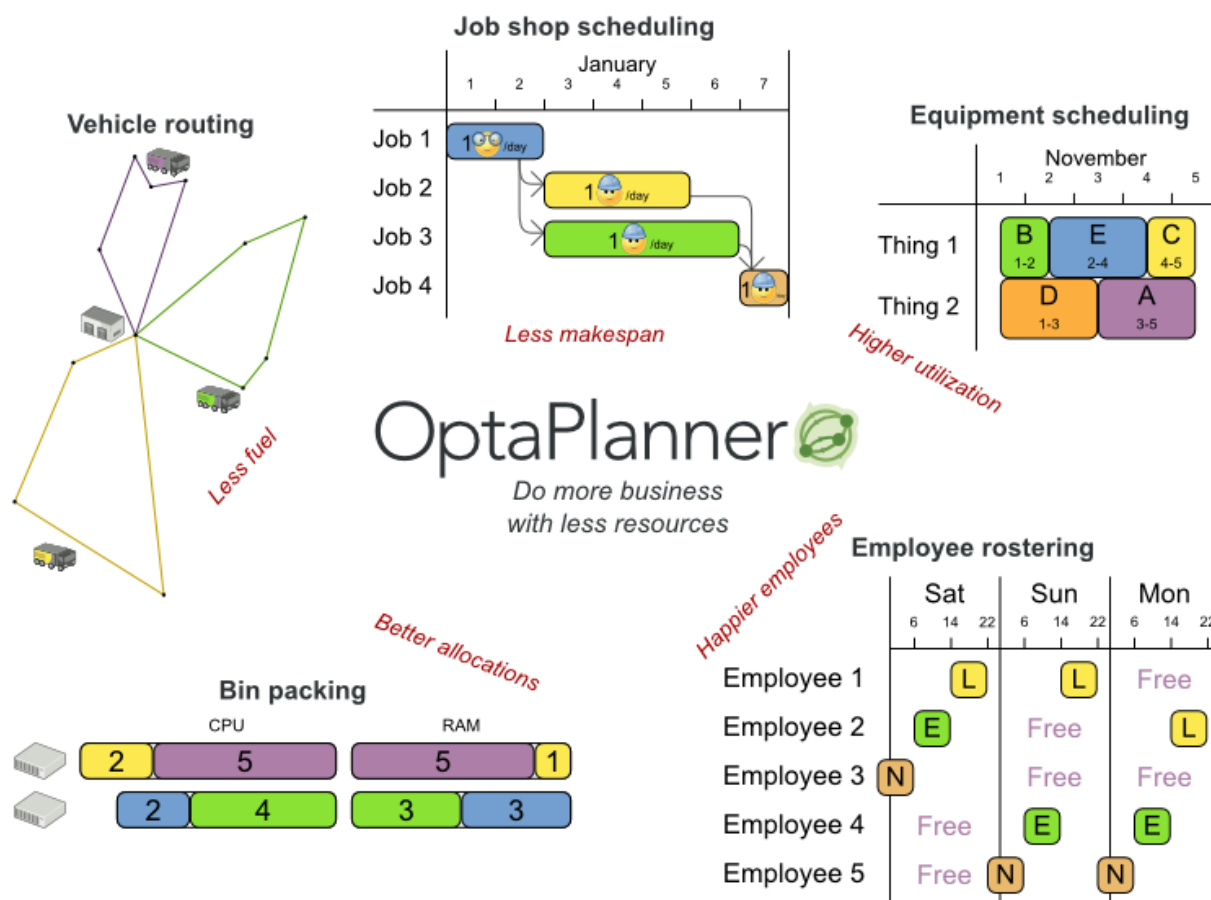 Job shop scheduling
January
1 2 3 4 5 6 7
Job 1
1 /day
Job 2
1 /day
Job 3
1 /day
Job 4
1
Less makespan
Vehicle routing
Less fuel
Equipment scheduling
November
1 2 3 4 5
Thing 1
B E C
1-2 2-4 4-5
Thing 2
D A
1-3 3-5
Higher utilization
OptaPlanner
Do more business
with less resources
Better allocations
Bin packing
CPU RAM
2 5 5 1
2 4 3 3
Happier employees
Employee rostering
Sat Sun Mon
6 14 22 6 14 22 6 14 22
Employee 1 L L Free
Employee 2 E Free L
Employee 3 N Free Free
Employee 4 Free E E
Employee 5 Free N N